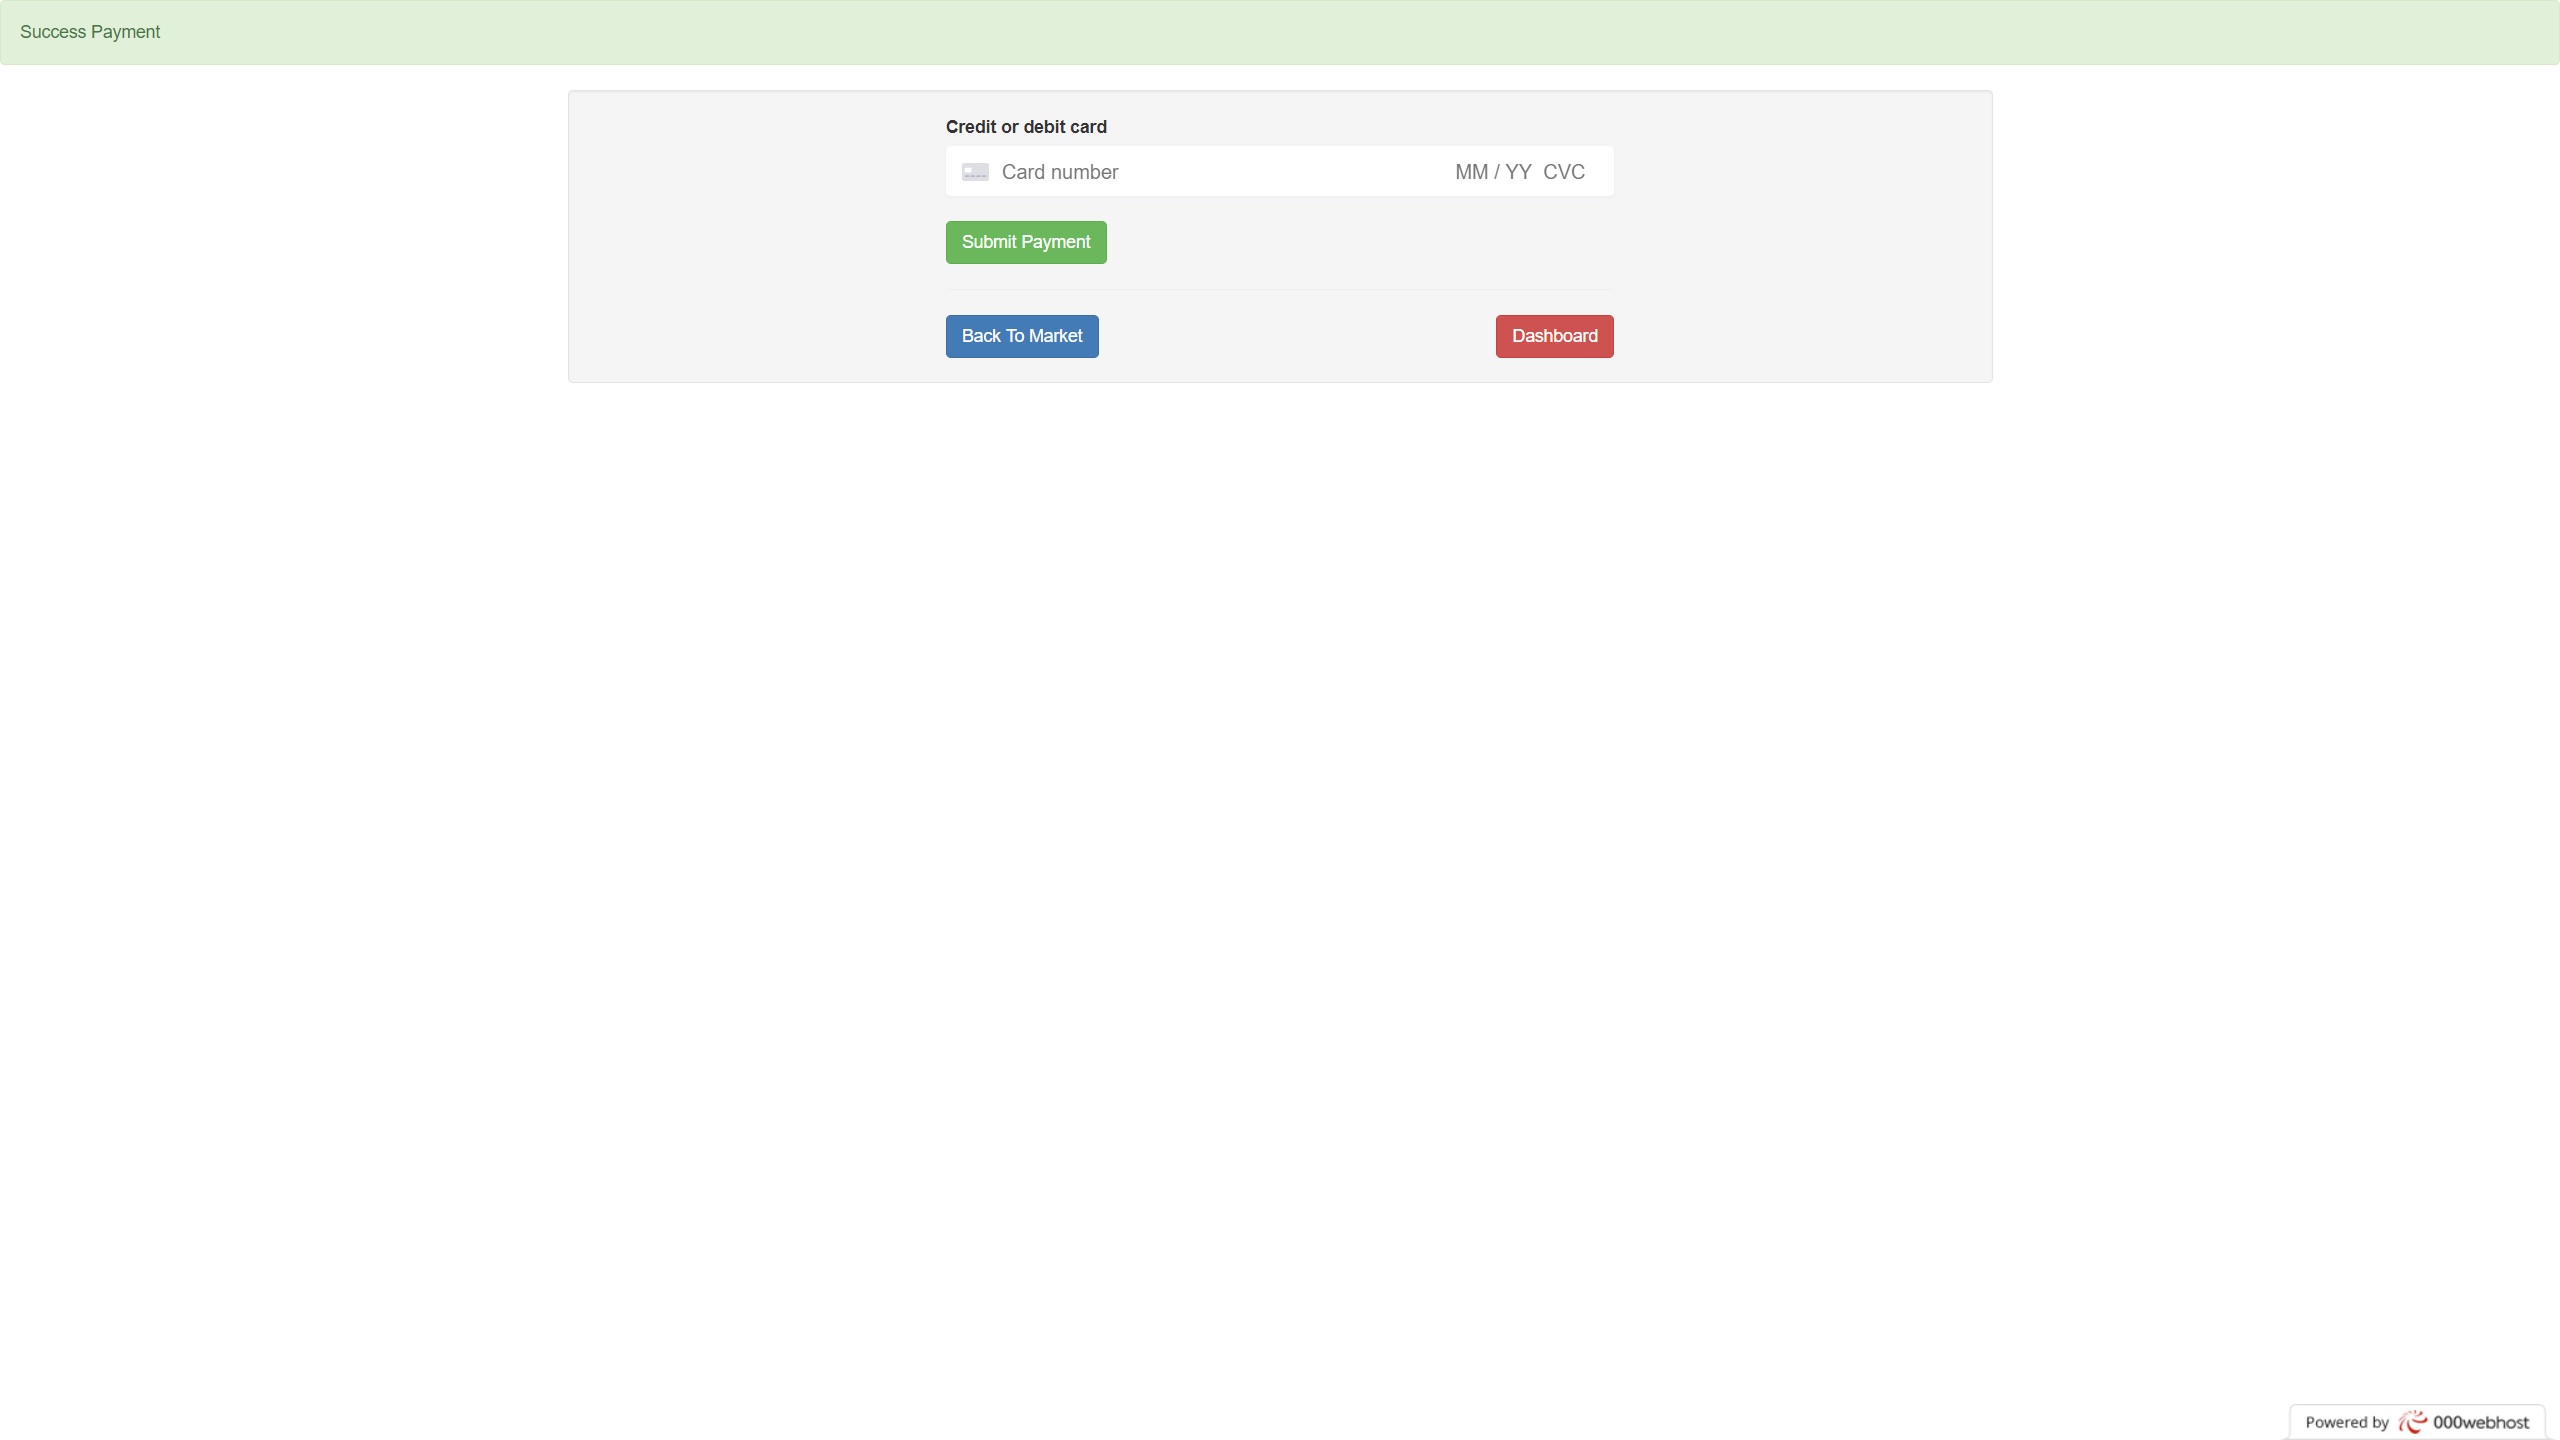 Success Payment
Credit or debit card
Card number MM / YY CVC
Submit Payment
Back To Market Dashboard
Powered by 000webhost